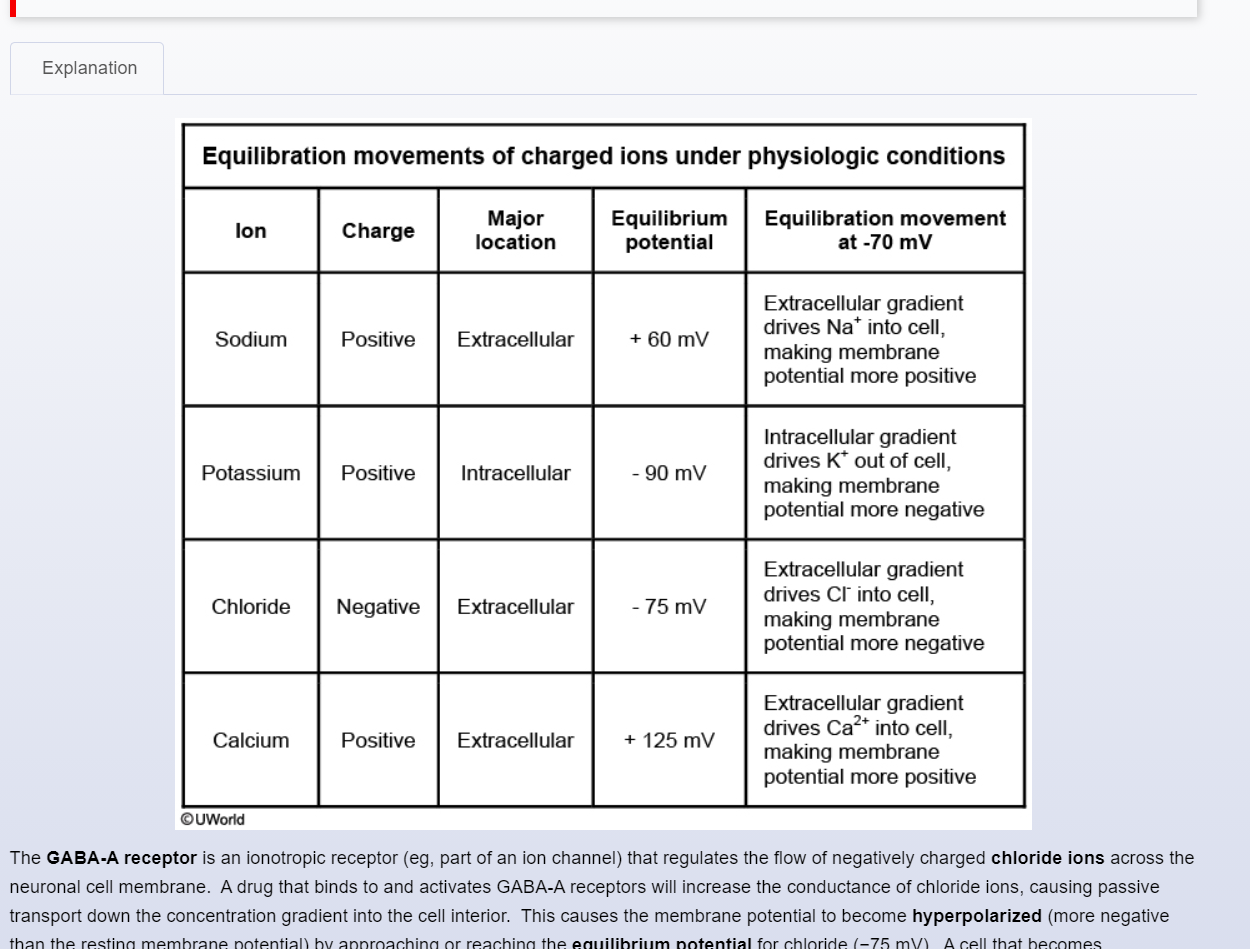 Explanation
Equilibration movements of charged ions under physiologic conditions
Ion
Charge
Major
location
Equilibrium
potential
Equilibration movement
at -70 mV
Sodium
Positive
Extracellular
+ 60 mV
Extracellular gradient
drives Na⁺ into cell,
making membrane
potential more positive
Potassium
Positive
Intracellular
- 90 mV
Intracellular gradient
drives K⁺ out of cell,
making membrane
potential more negative
Chloride
Negative
Extracellular
- 75 mV
Extracellular gradient
drives Cl⁻ into cell,
making membrane
potential more negative
Calcium
Positive
Extracellular
+ 125 mV
Extracellular gradient
drives Ca²⁺ into cell,
making membrane
potential more positive
©UWorld
The GABA-A receptor is an ionotropic receptor (eg, part of an ion channel) that regulates the flow of negatively charged chloride ions across the
neuronal cell membrane.  A drug that binds to and activates GABA-A receptors will increase the conductance of chloride ions, causing passive
transport down the concentration gradient into the cell interior.  This causes the membrane potential to become hyperpolarized (more negative
than the resting membrane potential) by approaching or reaching the equilibrium potential for chloride (−75 mV).  A cell that becomes